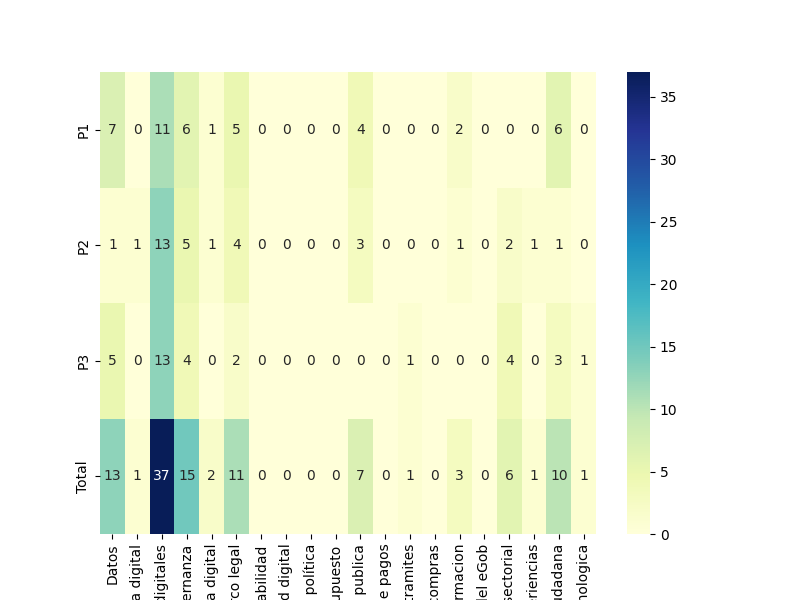 P1 7 0 11 6 1 5 0 0 0 0 4 0 0 0 2 0 0 0 6 0
P2 1 1 13 5 1 4 0 0 0 0 3 0 0 0 1 0 2 1 1 0
P3 5 0 13 4 0 2 0 0 0 0 0 0 1 0 0 0 4 0 3 1
Total 13 1 37 15 2 11 0 0 0 0 7 0 1 0 3 0 6 1 10 1
Datos
a digital
digitales
ernanza
a digital
rco legal
abilidad
d digital
política
upuesto
publica
e pagos
tramites
compras
rmacion
del eGob
sectorial
riencias
udadana
nologica
35
30
25
20
15
10
5
0